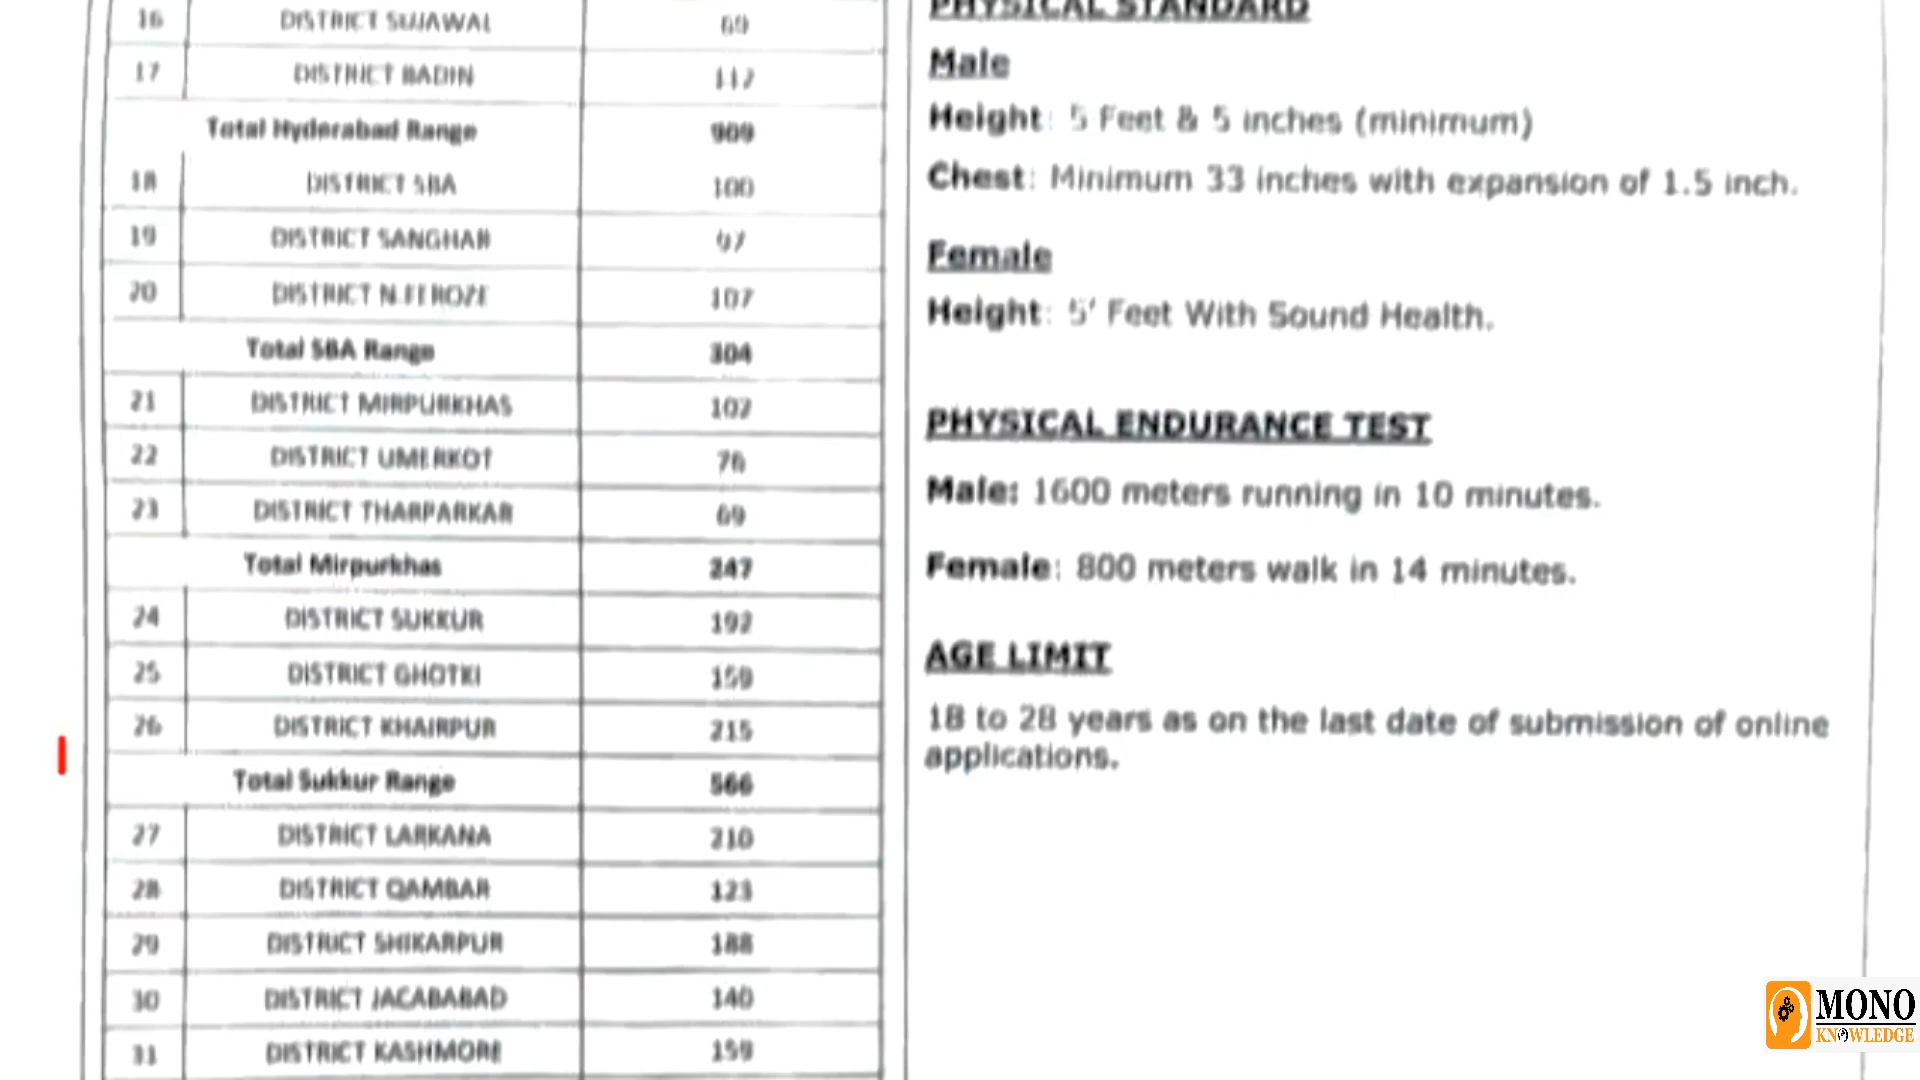 16 DISTRICT SUJAWAL 69
17 DISTRICT BADIN 112
Total Hyderabad Range 909
18 DISTRICT SBA 100
19 DISTRICT SANGHAR 97
20 DISTRICT N.FEROZE 107
Total SBA Range 304
21 DISTRICT MIRPURKHAS 102
22 DISTRICT UMERKOT 76
23 DISTRICT THARPARKAR 69
Total Mirpurkhas 247
24 DISTRICT SUKKUR 192
25 DISTRICT GHOTKI 159
26 DISTRICT KHAIRPUR 215
Total Sukkur Range 566
27 DISTRICT LARKANA 210
28 DISTRICT QAMBAR 123
29 DISTRICT SHIKARPUR 188
30 DISTRICT JACABABAD 140
31 DISTRICT KASHMORE 159
PHYSICAL STANDARD
Male
Height: 5 Feet & 5 inches (minimum)
Chest: Minimum 33 inches with expansion of 1.5 inch.
Female
Height: 5' Feet With Sound Health.
PHYSICAL ENDURANCE TEST
Male: 1600 meters running in 10 minutes.
Female: 800 meters walk in 14 minutes.
AGE LIMIT
18 to 28 years as on the last date of submission of online
applications.
MONO
KNOWLEDGE